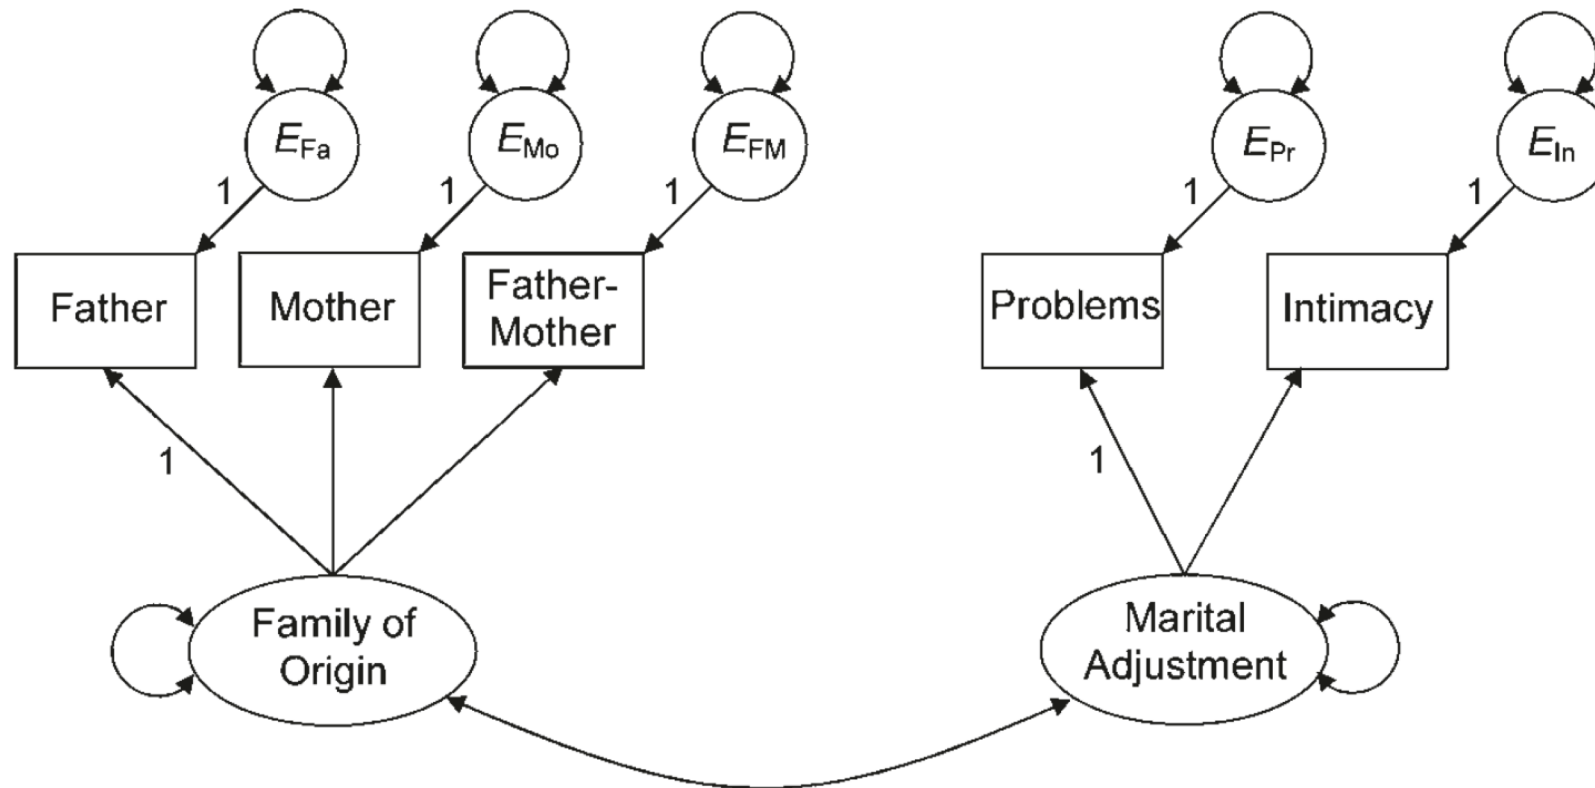 E_Fa
E_Mo
E_FM
E_Pr
E_In
1
1
1
1
1
Father
Mother
Father-
Mother
Problems
Intimacy
1
1
Family of
Origin
Marital
Adjustment